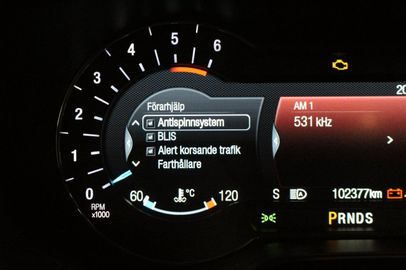 0
1
2
3
4
5
6
RPM
x1000
Förarhjälp
Antispinnsystem
BLIS
Alert korsande trafik
Farthållare
60 °C 120
20
AM 1
531 kHz
S A 102377km
PRNDS